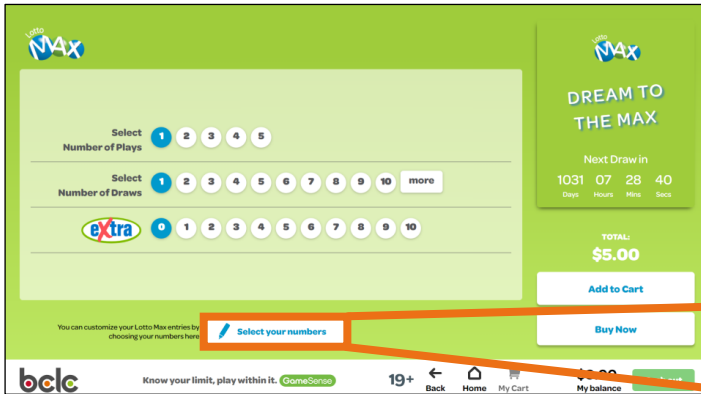 Lotto
MAX
Lotto
MAX
DREAM TO
THE MAX
Next Draw in
1031 07 28 40
Days Hours Mins Secs
Select
Number of Plays
1 2 3 4 5
Select
Number of Draws
1 2 3 4 5 6 7 8 9 10 more
eXtra
0 1 2 3 4 5 6 7 8 9 10
TOTAL:
$5.00
Add to Cart
Buy Now
You can customize your Lotto Max entries by
choosing your numbers here
Select your numbers
bclc
Know your limit, play within it. GameSense
19+
Back
Home
My Cart
My balance